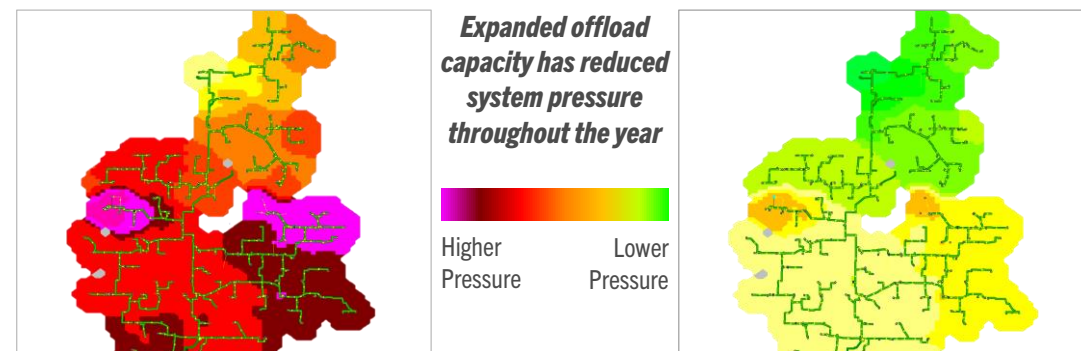 Expanded offload
capacity has reduced
system pressure
throughout the year
Higher
Pressure
Lower
Pressure